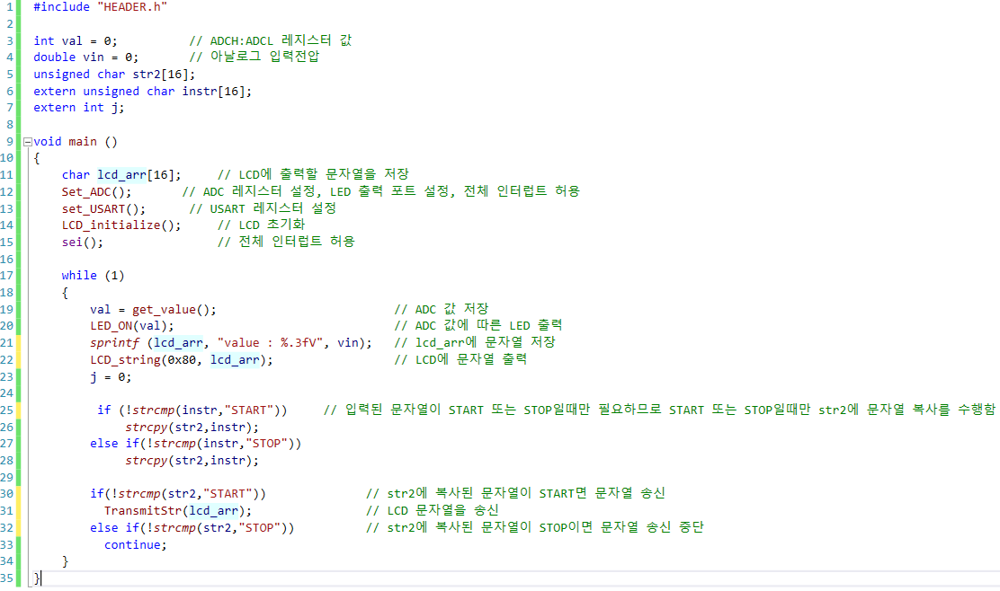 1 #include "HEADER.h"
2
3 int val = 0; // ADCH:ADCL 레지스터 값
4 double vin = 0; // 아날로그 입력전압
5 unsigned char str2[16];
6 extern unsigned char instr[16];
7 extern int j;
8
9 void main ()
10 {
11 char lcd_arr[16]; // LCD에 출력할 문자열을 저장
12 Set_ADC(); // ADC 레지스터 설정, LED 출력 포트 설정, 전체 인터럽트 허용
13 set_USART(); // USART 레지스터 설정
14 LCD_initialize(); // LCD 초기화
15 sei(); // 전체 인터럽트 허용
16
17 while (1)
18 {
19 val = get_value(); // ADC 값 저장
20 LED_ON(val); // ADC 값에 따른 LED 출력
21 sprintf (lcd_arr, "value : %.3fV", vin); // lcd_arr에 문자열 저장
22 LCD_string(0x80, lcd_arr); // LCD에 문자열 출력
23 j = 0;
24
25 if (!strcmp(instr,"START")) // 입력된 문자열이 START 또는 STOP일때만 필요하므로 START 또는 STOP일때만 str2에 문자열 복사를 수행함
26 strcpy(str2,instr);
27 else if(!strcmp(instr,"STOP"))
28 strcpy(str2,instr);
29
30 if(!strcmp(str2,"START")) // str2에 복사된 문자열이 START면 문자열 송신
31 TransmitStr(lcd_arr); // LCD 문자열을 송신
32 else if(!strcmp(str2,"STOP")) // str2에 복사된 문자열이 STOP이면 문자열 송신 중단
33 continue;
34 }
35 }